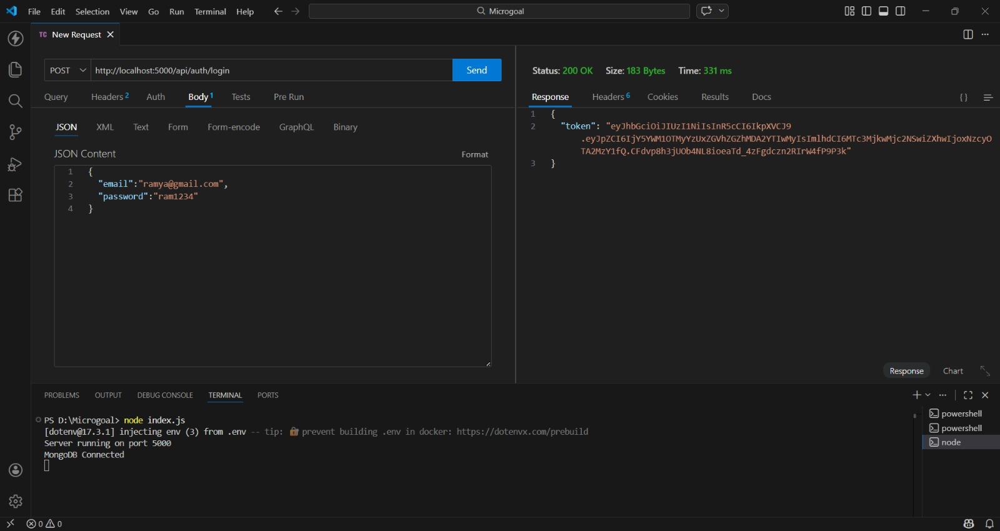 File Edit Selection View Go Run Terminal Help
Microgoal
TC New Request
POST http://localhost:5000/api/auth/login Send
Query Headers 2 Auth Body 1 Tests Pre Run
JSON XML Text Form Form-encode GraphQL Binary
JSON Content Format
1 {
2 "email":"ramya@gmail.com",
3 "password":"ram1234"
4 }
Status: 200 OK Size: 183 Bytes Time: 331 ms
Response Headers 6 Cookies Results Docs { }
1 {
2 "token": "eyJhbGciOiJIUzI1NiIsInR5cCI6IkpXVCJ9
.eyJpZCI6IjY5YWM1OTMyYzUxZGVhZGZhMDA2YTIwMyIsImlhdCI6MTc3MjkwMjc2NSwiZXhwIjoxNzcyO
TA2MzY1fQ.CFdvp8h3jUOb4NL8ioeaTd_4zFgdczn2RIrW4fP9P3k"
3 }
Response Chart
PROBLEMS OUTPUT DEBUG CONSOLE TERMINAL PORTS
PS D:\Microgoal> node index.js
[dotenv@17.3.1] injecting env (3) from .env -- tip: 🔐 prevent building .env in docker: https://dotenvx.com/prebuild
Server running on port 5000
MongoDB Connected
powershell
powershell
node
0 0